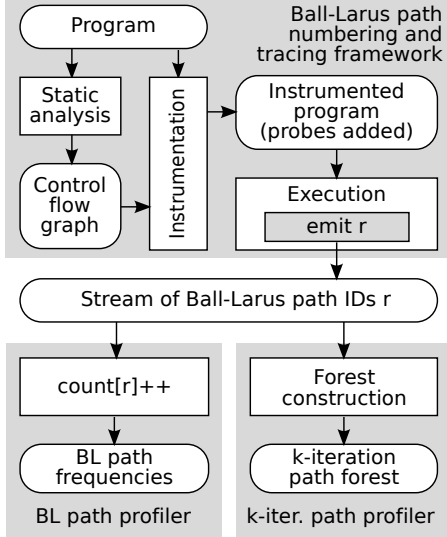 Program
Ball-Larus path
numbering and
tracing framework
Static
analysis
Instrumentation
Instrumented
program
(probes added)
Control
flow
graph
Execution
emit r
Stream of Ball-Larus path IDs r
count[r]++
Forest
construction
BL path
frequencies
k-iteration
path forest
BL path profiler
k-iter. path profiler